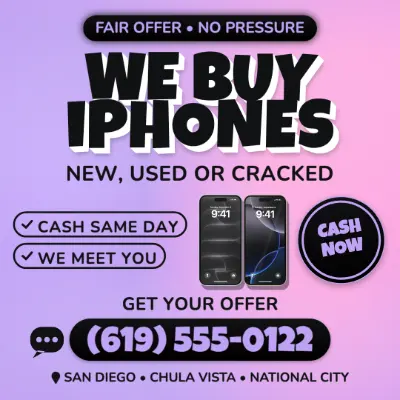 FAIR OFFER • NO PRESSURE
WE BUY
IPHONES
NEW, USED OR CRACKED
✓ CASH SAME DAY
✓ WE MEET YOU
9:41
9:41
CASH
NOW
GET YOUR OFFER
(619) 555-0122
SAN DIEGO • CHULA VISTA • NATIONAL CITY